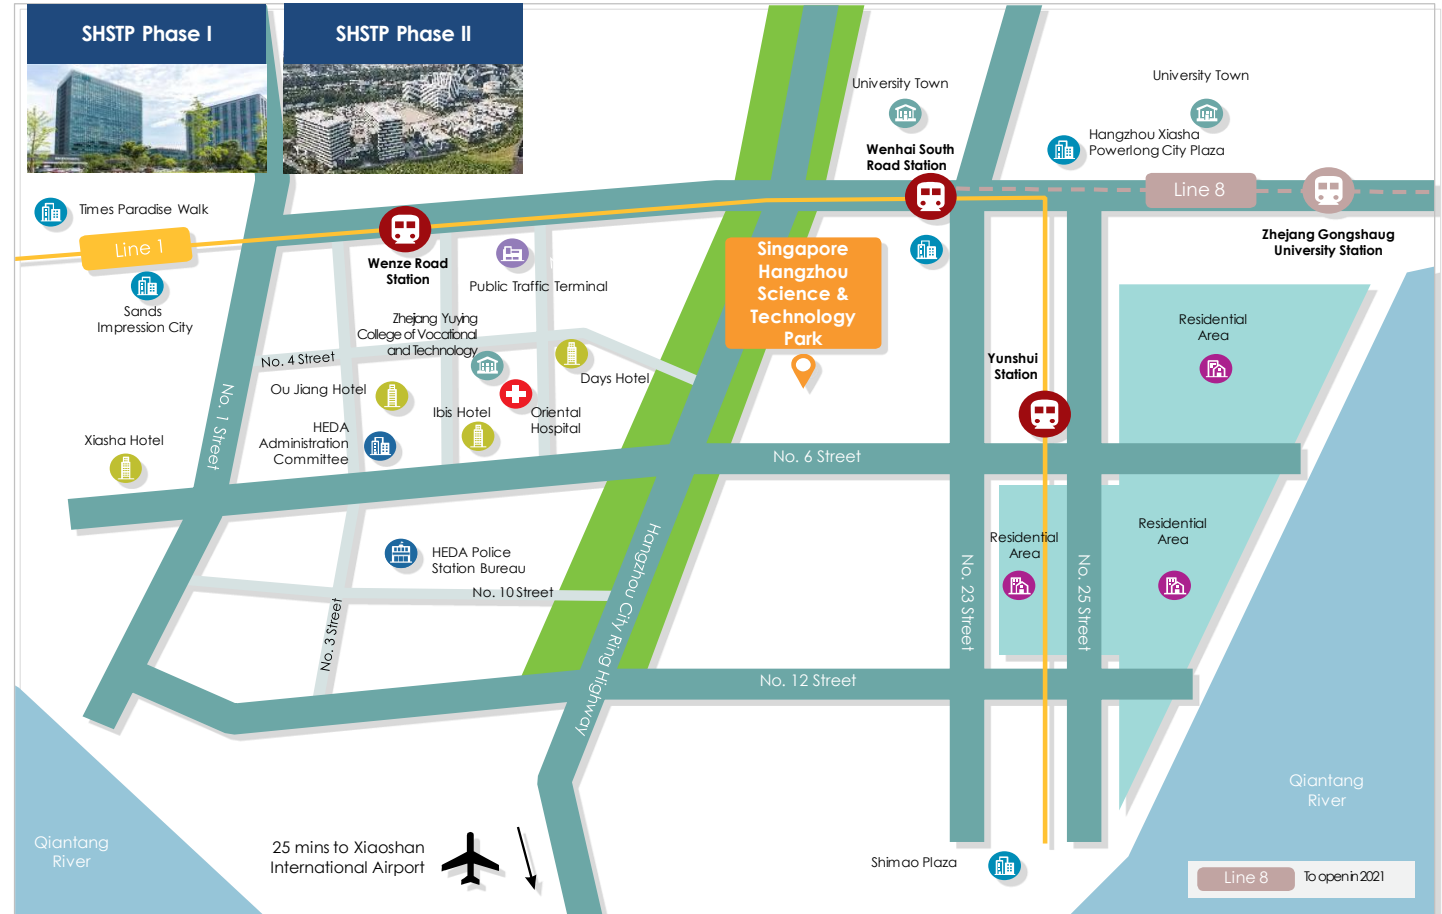 SHSTP Phase I
SHSTP Phase II
University Town
University Town
Hangzhou Xiasha
Powerlong City Plaza
Wenhai South
Road Station
Line 8
Times Paradise Walk
Line 1
Zhejang Gongshaug
University Station
Singapore
Hangzhou
Science &
Technology
Park
Wenze Road
Station
Public Traffic Terminal
Sands
Impression City
Zhejiang Yuying
College of Vocational
and Technology
Residential
Area
No. 4 Street
Yunshui
Station
Days Hotel
Ou Jiang Hotel
No. 1 Street
Ibis Hotel
Oriental
Hospital
HEDA
Administration
Committee
Xiasha Hotel
No. 6 Street
Hangzhou City Ring Highway
Residential
Area
Residential
Area
HEDA Police
Station Bureau
No. 23 Street
No. 25 Street
No. 10 Street
No. 3 Street
No. 12 Street
Qiantang
River
Qiantang
River
25 mins to Xiaoshan
International Airport
Shimao Plaza
Line 8
To open in 2021